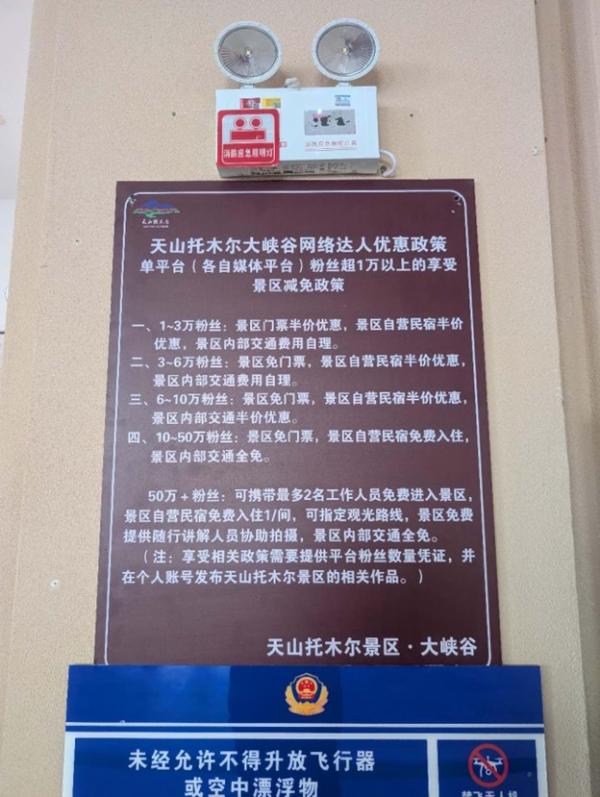 消防应急照明灯
天山托木尔大峡谷网络达人优惠政策
单平台（各自媒体平台）粉丝超1万以上的享受
景区减免政策
一、1~3万粉丝：景区门票半价优惠，景区自营民宿半价
优惠，景区内部交通费用自理。
二、3~6万粉丝：景区免门票，景区自营民宿半价优惠，
景区内部交通费用自理。
三、6~10万粉丝：景区免门票，景区自营民宿半价优惠，
景区内部交通半价优惠。
四、10~50万粉丝：景区免门票，景区自营民宿免费入住，
景区内部交通全免。
50万+粉丝：可携带最多2名工作人员免费进入景区，
景区自营民宿免费入住1/间，可指定观光路线，景区免费
提供随行讲解人员协助拍摄，景区内部交通全免。
（注：享受相关政策需要提供平台粉丝数量凭证，并
在个人账号发布天山托木尔景区的相关作品。）
天山托木尔景区·大峡谷
未经允许不得升放飞行器
或空中漂浮物
禁飞无人机